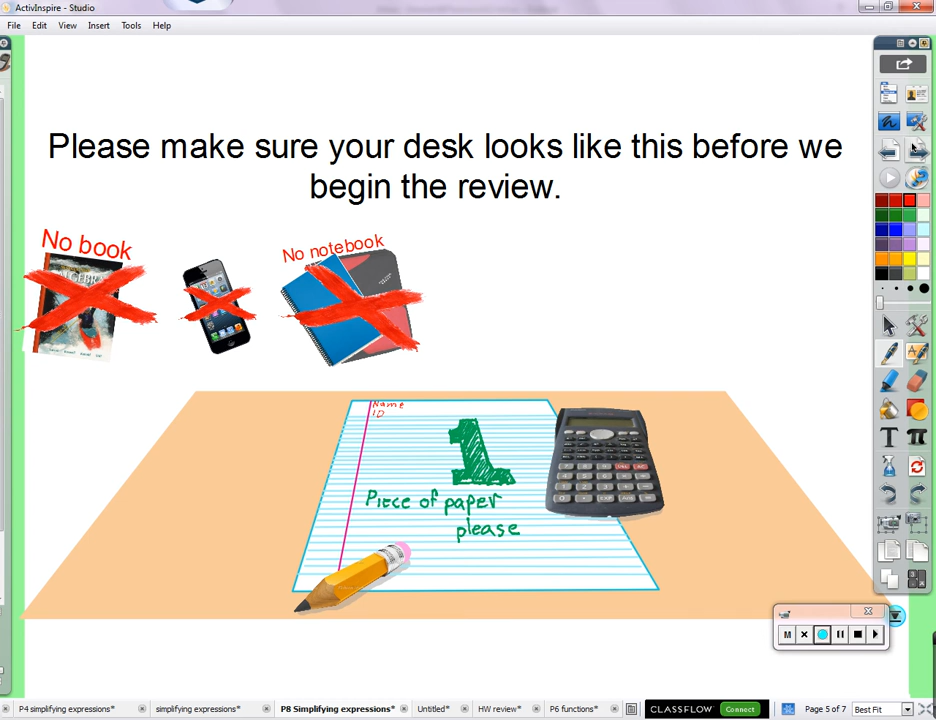 ActivInspire - Studio
File Edit View Insert Tools Help
Please make sure your desk looks like this before we
begin the review.
No book
No notebook
Name
ID
1
Piece of paper
please
M
P4 simplifying expressions* simplifying expressions* P8 Simplifying expressions* Untitled* HW review* P6 functions* CLASSFLOW Connect Page 5 of 7 Best Fit